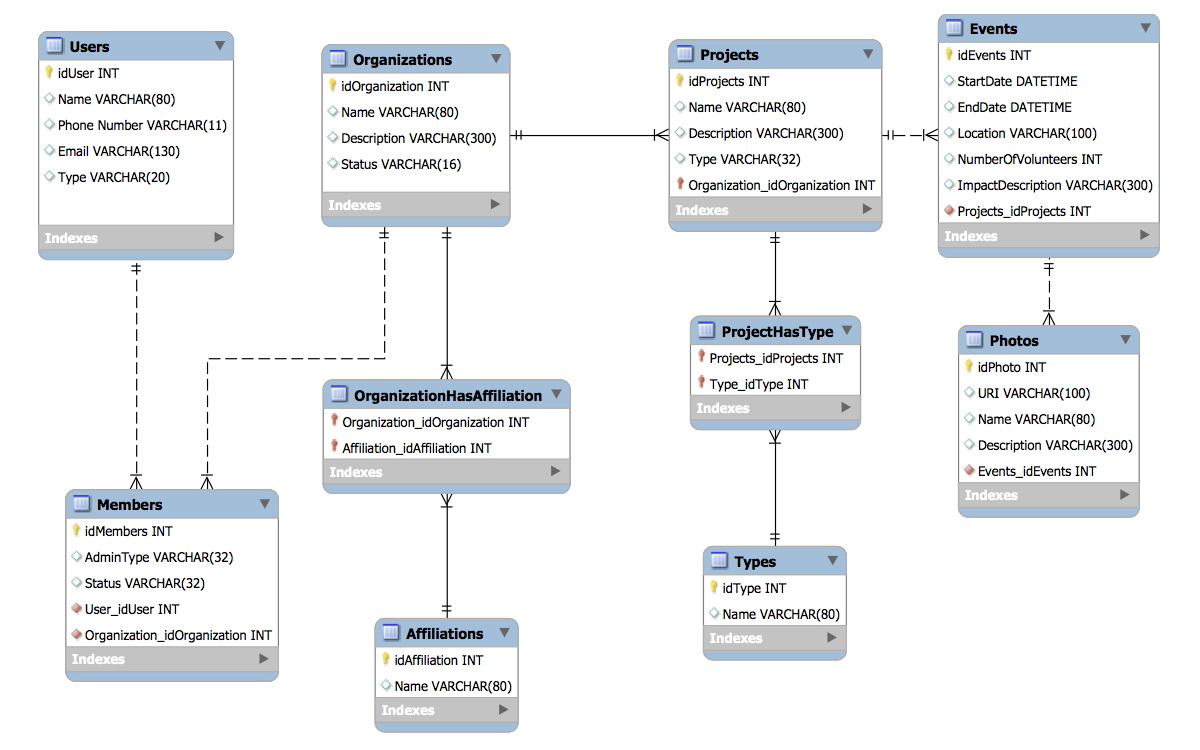 Users
idUser INT
Name VARCHAR(80)
Phone Number VARCHAR(11)
Email VARCHAR(130)
Type VARCHAR(20)
Indexes
Organizations
idOrganization INT
Name VARCHAR(80)
Description VARCHAR(300)
Status VARCHAR(16)
Indexes
Projects
idProjects INT
Name VARCHAR(80)
Description VARCHAR(300)
Type VARCHAR(32)
Organization_idOrganization INT
Indexes
Events
idEvents INT
StartDate DATETIME
EndDate DATETIME
Location VARCHAR(100)
NumberOfVolunteers INT
ImpactDescription VARCHAR(300)
Projects_idProjects INT
Indexes
ProjectHasType
Projects_idProjects INT
Type_idType INT
Indexes
Photos
idPhoto INT
URI VARCHAR(100)
Name VARCHAR(80)
Description VARCHAR(300)
Events_idEvents INT
Indexes
OrganizationHasAffiliation
Organization_idOrganization INT
Affiliation_idAffiliation INT
Indexes
Members
idMembers INT
AdminType VARCHAR(32)
Status VARCHAR(32)
User_idUser INT
Organization_idOrganization INT
Indexes
Types
idType INT
Name VARCHAR(80)
Indexes
Affiliations
idAffiliation INT
Name VARCHAR(80)
Indexes